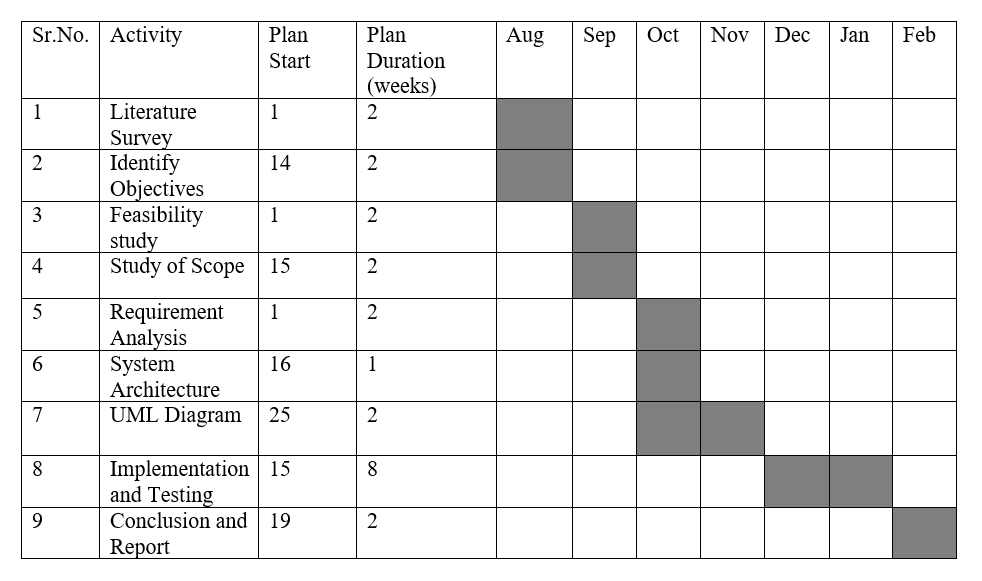 Sr.No. Activity Plan Start Plan Duration (weeks) Aug Sep Oct Nov Dec Jan Feb
1 Literature Survey 1 2
2 Identify Objectives 14 2
3 Feasibility study 1 2
4 Study of Scope 15 2
5 Requirement Analysis 1 2
6 System Architecture 16 1
7 UML Diagram 25 2
8 Implementation and Testing 15 8
9 Conclusion and Report 19 2